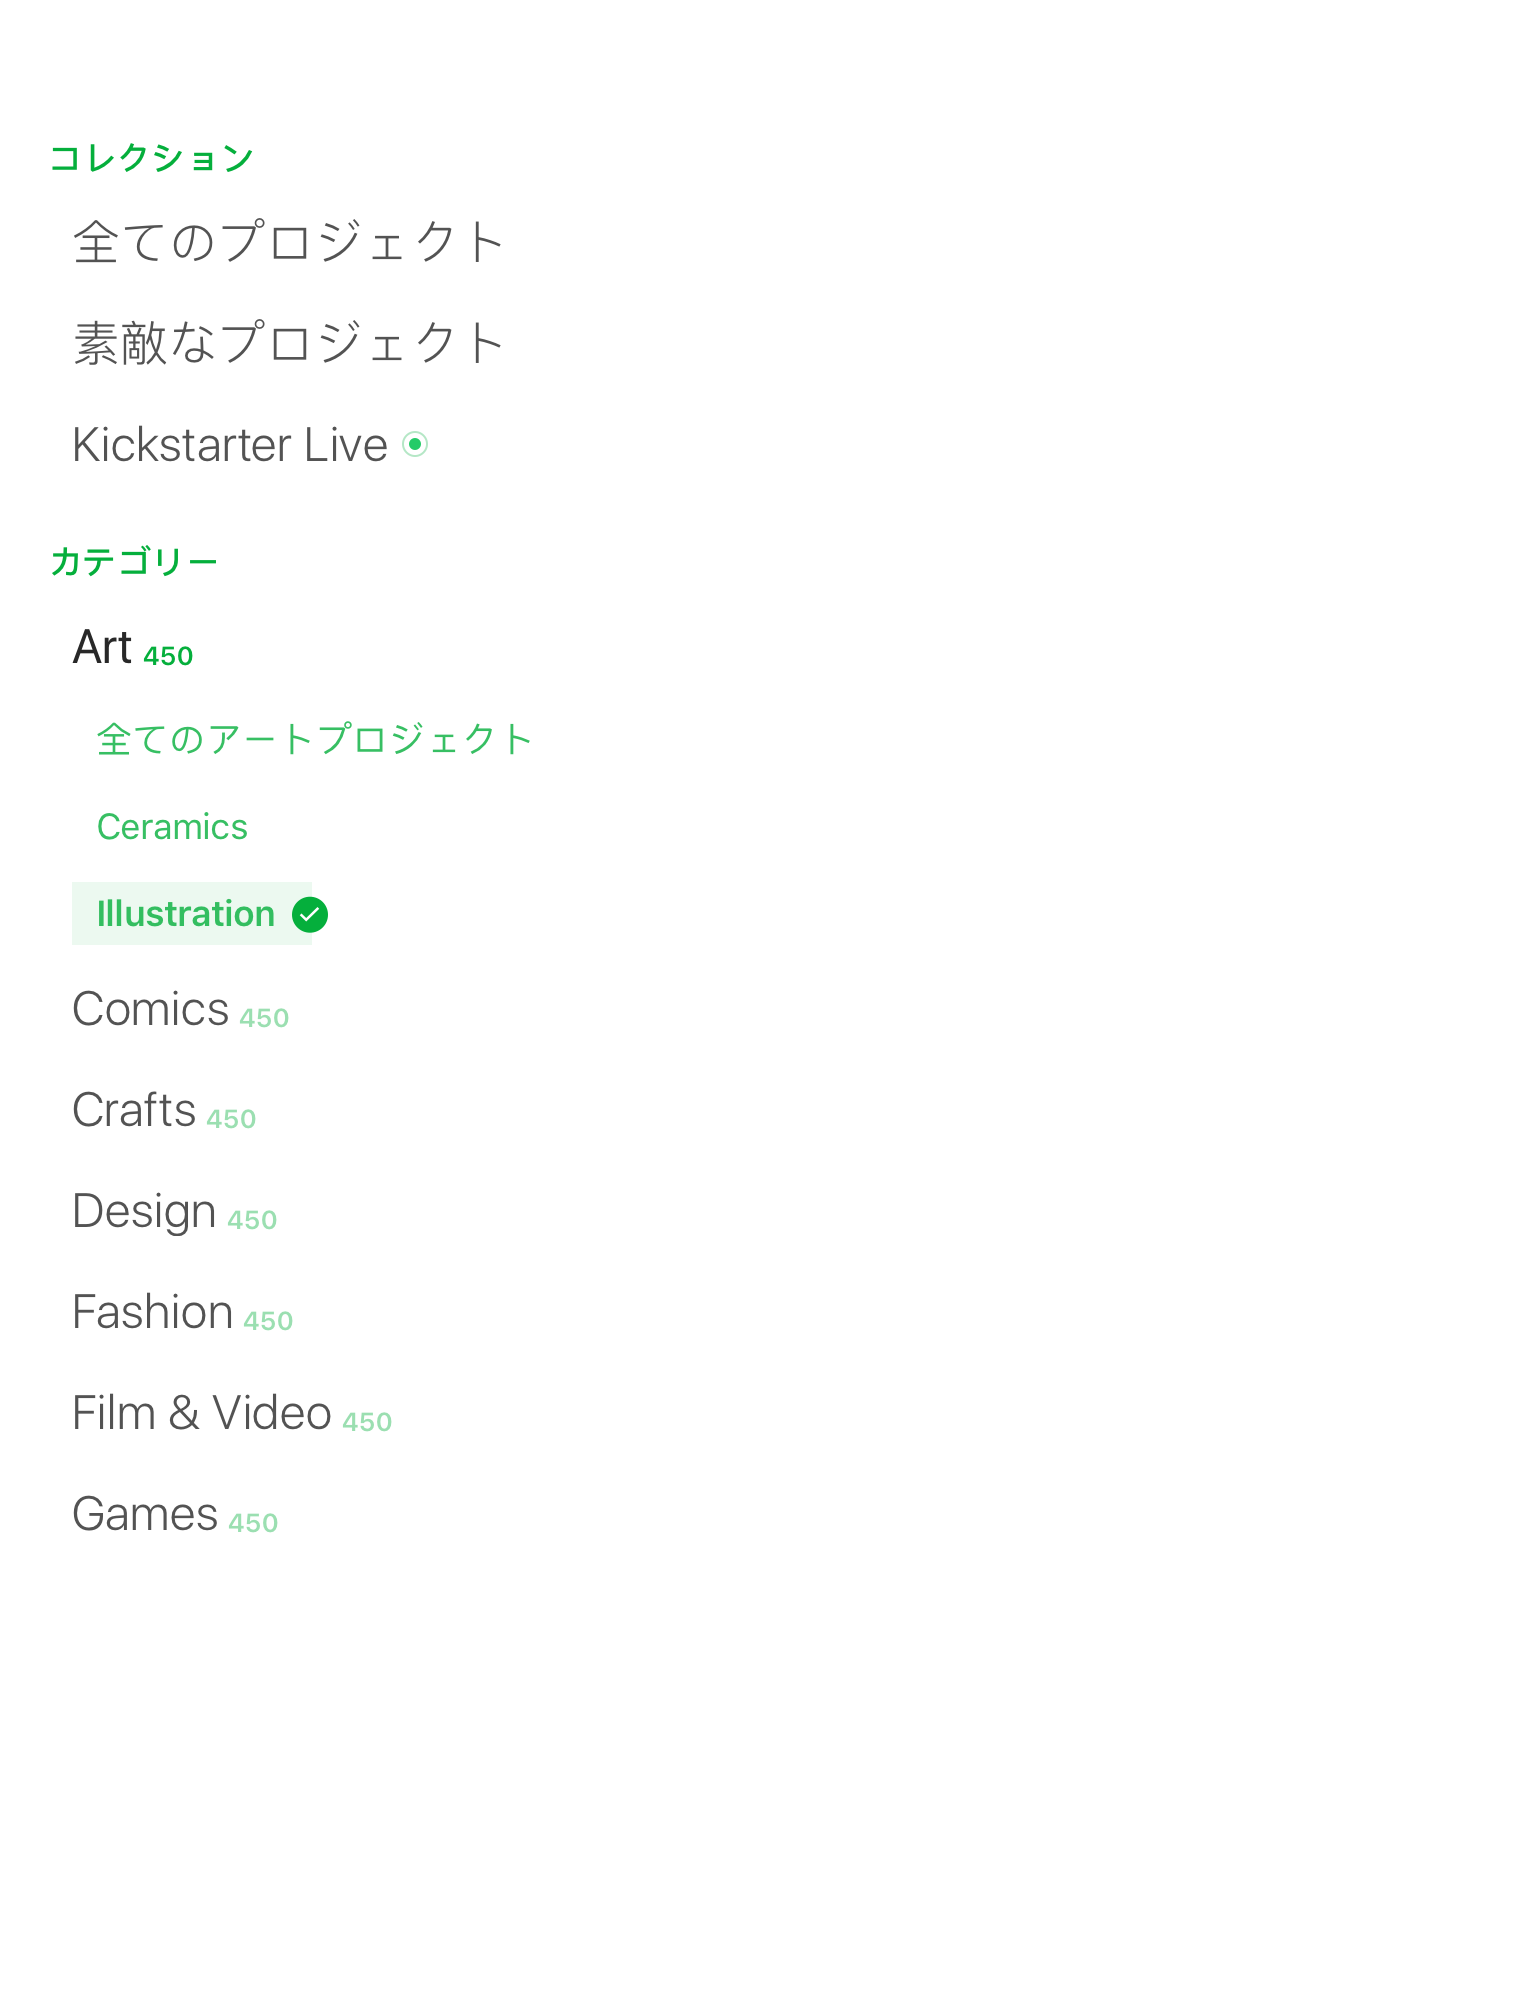 コレクション
全てのプロジェクト
素敵なプロジェクト
Kickstarter Live
カテゴリー
Art 450
全てのアートプロジェクト
Ceramics
Illustration
Comics 450
Crafts 450
Design 450
Fashion 450
Film & Video 450
Games 450